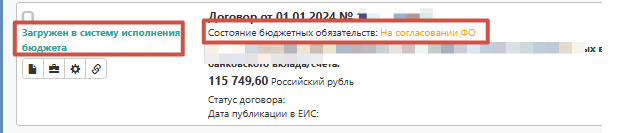 Договор от 01.01.2024 №
Загружен в систему исполнения
бюджета
Состояние бюджетных обязательств: На согласовании ФО
банковского вклада/счета.
115 749,60 Российский рубль
Статус договора:
Дата публикации в ЕИС: